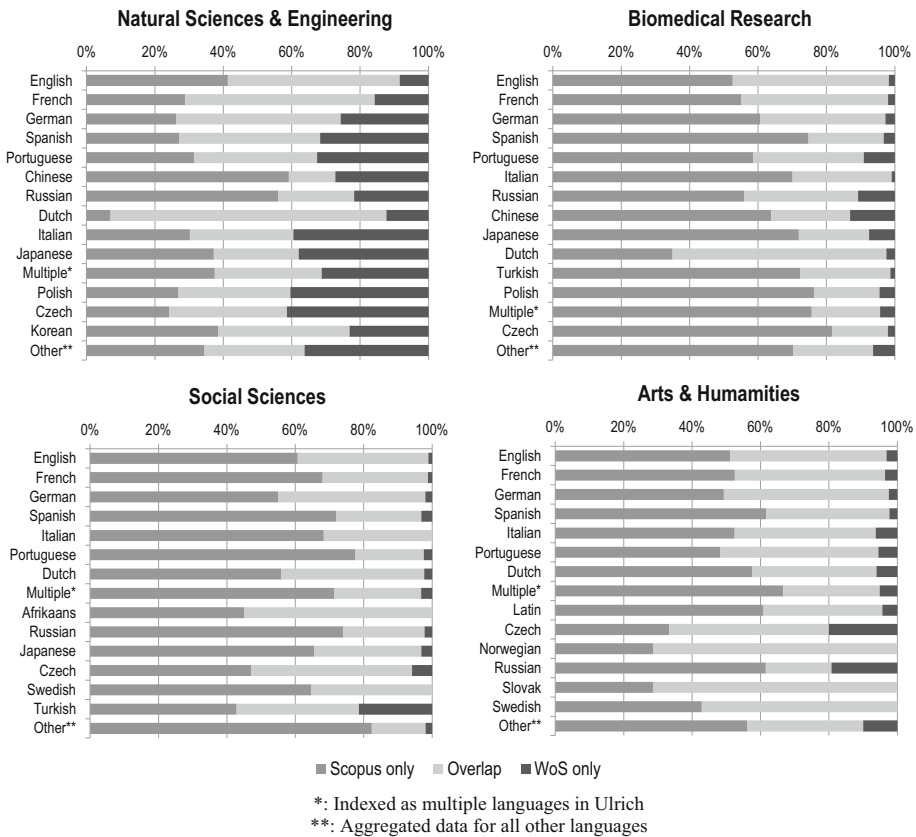 Natural Sciences & Engineering
0% 20% 40% 60% 80% 100%
English
French
German
Spanish
Portuguese
Chinese
Russian
Dutch
Italian
Japanese
Multiple*
Polish
Czech
Korean
Other**
Biomedical Research
0% 20% 40% 60% 80% 100%
English
French
German
Spanish
Portuguese
Italian
Russian
Chinese
Japanese
Dutch
Turkish
Polish
Multiple*
Czech
Other**
Social Sciences
0% 20% 40% 60% 80% 100%
English
French
German
Spanish
Italian
Portuguese
Dutch
Multiple*
Afrikaans
Russian
Japanese
Czech
Swedish
Turkish
Other**
Arts & Humamities
0% 20% 40% 60% 80% 100%
English
French
German
Spanish
Italian
Portuguese
Dutch
Multiple*
Latin
Czech
Norwegian
Russian
Slovak
Swedish
Other**
Scopus only Overlap WoS only
*: Indexed as multiple languages in Ulrich
**: Aggregated data for all other languages